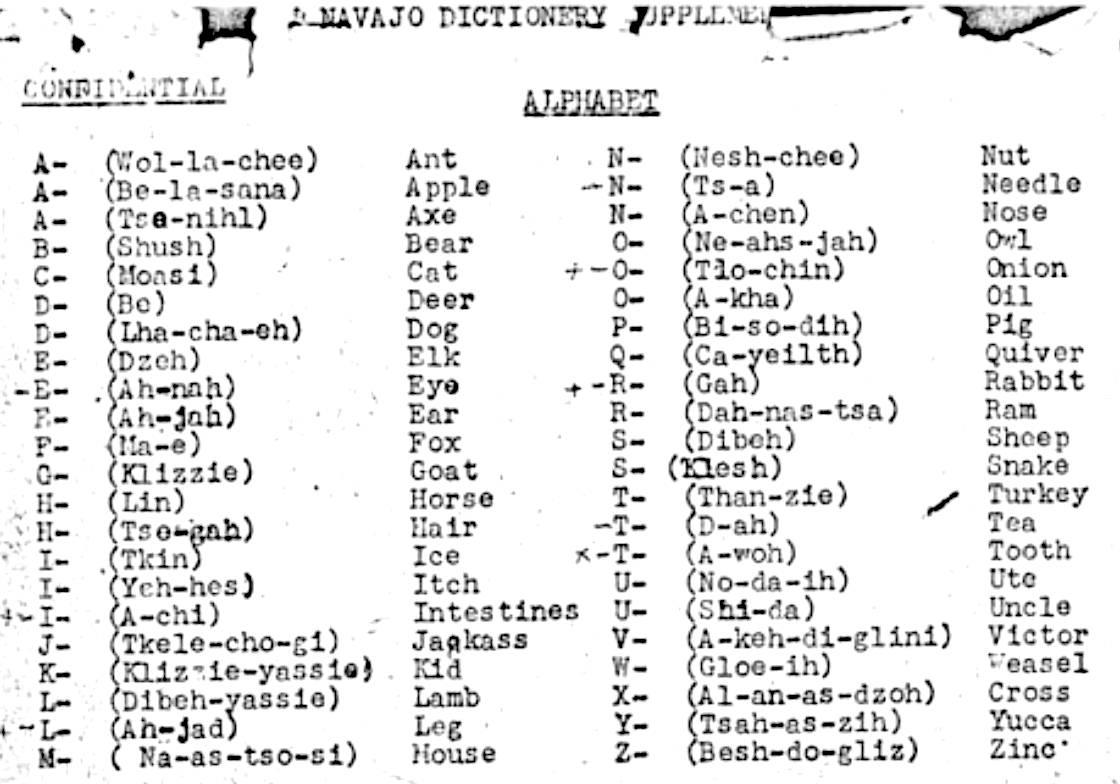 NAVAJO DICTIONERY
CONFIDENTIAL
ALPHABET
A- (Wol-la-chee) Ant
A- (Be-la-sana) Apple
A- (Tse-nihl) Axe
B- (Shush) Bear
C- (Moasi) Cat
D- (Be) Deer
D- (Lha-cha-eh) Dog
E- (Dzeh) Elk
-E- (Ah-nah) Eye
E- (Ah-jah) Ear
F- (Ma-e) Fox
G- (Klizzie) Goat
H- (Lin) Horse
H- (Tse-gah) Hair
I- (Tkin) Ice
I- (Yeh-hes) Itch
+-I- (A-chi) Intestines
J- (Tkele-cho-gi) Jackass
K- (Klizzie-yassie) Kid
L- (Dibeh-yassie) Lamb
+-L- (Ah-jad) Leg
M- ( Na-as-tso-si) House
N- (Nesh-chee) Nut
-N- (Ts-a) Needle
N- (A-chen) Nose
O- (Ne-ahs-jah) Owl
+-O- (Tlo-chin) Onion
O- (A-kha) Oil
P- (Bi-so-dih) Pig
Q- (Ca-yeilth) Quiver
+-R- (Gah) Rabbit
R- (Dah-nas-tsa) Ram
S- (Dibeh) Sheep
S- (Klesh) Snake
T- (Than-zie) Turkey
-T- (D-ah) Tea
x-T- (A-woh) Tooth
U- (No-da-ih) Ute
U- (Shi-da) Uncle
V- (A-keh-di-glini) Victor
W- (Gloe-ih) Weasel
X- (Al-an-as-dzoh) Cross
Y- (Tsah-as-zih) Yucca
Z- (Besh-do-gliz) Zinc